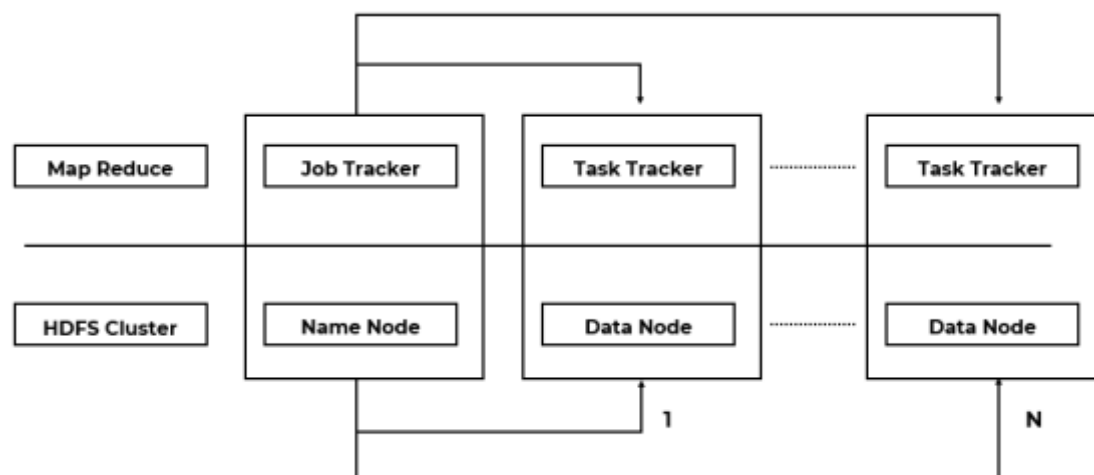 Map Reduce
Job Tracker
Task Tracker
Task Tracker
HDFS Cluster
Name Node
Data Node
Data Node
1
N